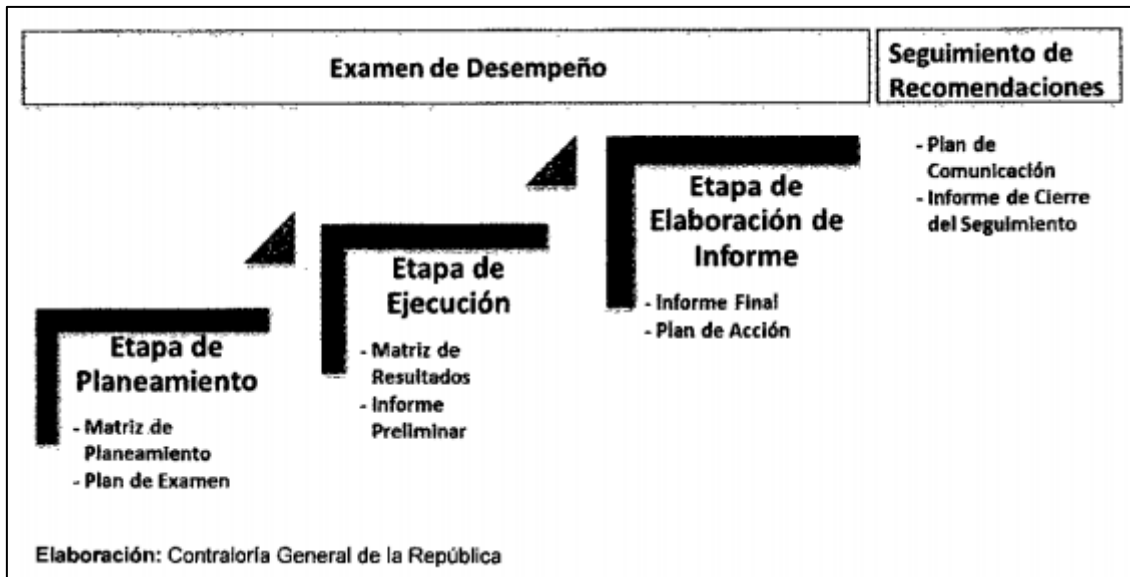 Examen de Desempeño
Seguimiento de
Recomendaciones
Etapa de
Planeamiento
- Matriz de
Planeamiento
- Plan de Examen
Etapa de
Ejecución
- Matriz de
Resultados
- Informe
Preliminar
Etapa de
Elaboración de
Informe
- Informe Final
- Plan de Acción
- Plan de
Comunicación
- Informe de Cierre
del Seguimiento
Elaboración: Contraloría General de la República